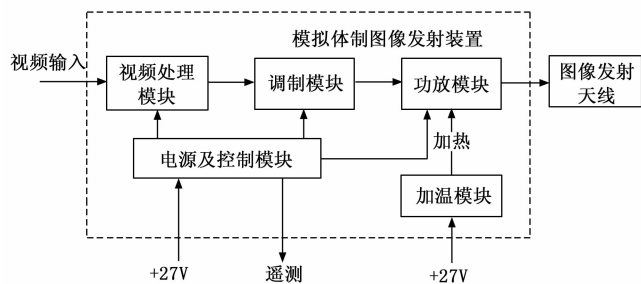 模拟体制图像发射装置
视频输入
视频处理
模块
调制模块
功放模块
图像发射
天线
电源及控制模块
加热
加温模块
+27V
遥测
+27V